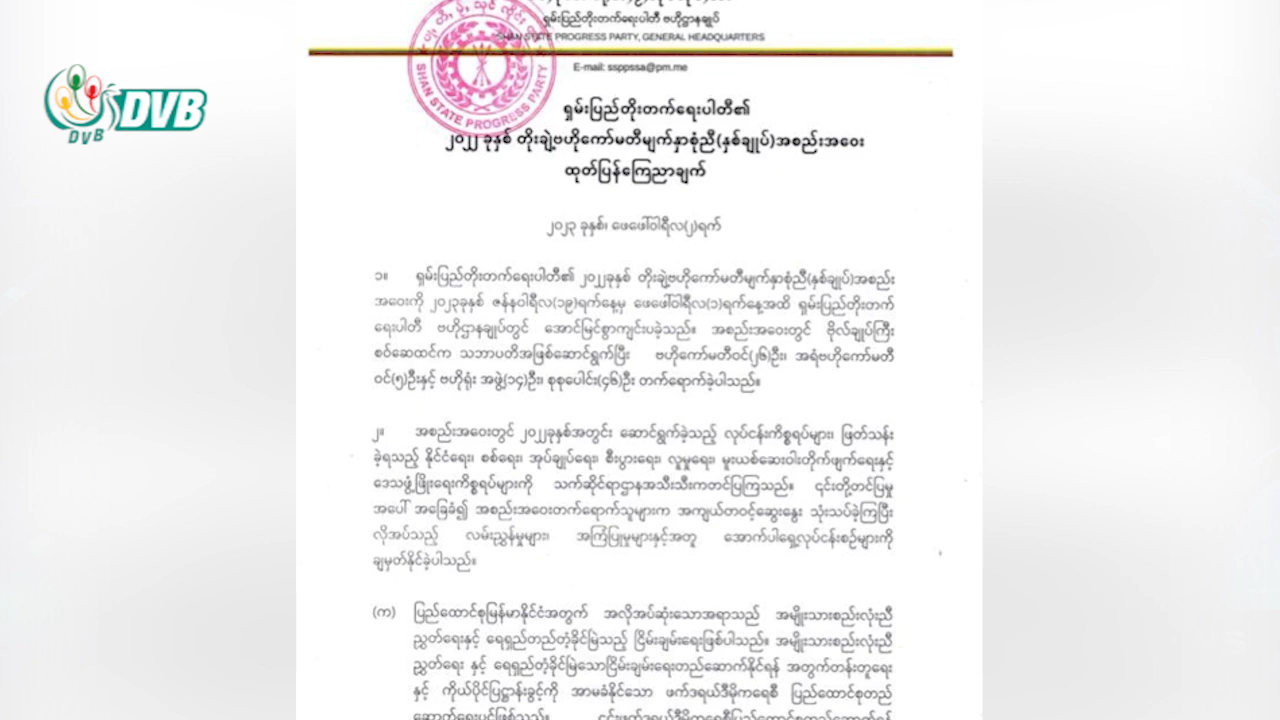 ရှမ်းပြည်တိုးတက်ရေးပါတီ ဗဟိုဌာနချုပ်
SHAN STATE PROGRESS PARTY, GENERAL HEADQUARTERS
E-mail: ssppssa@pm.me
SHAN STATE PROGRESS PARTY
DVB
DVB
ရှမ်းပြည်တိုးတက်ရေးပါတီ၏
၂၀၂၂ ခုနှစ် တိုးချဲ့ဗဟိုကော်မတီမျက်နှာစုံညီ(နှစ်ချုပ်)အစည်းအဝေး
ထုတ်ပြန်ကြေညာချက်
၂၀၂၃ ခုနှစ်၊ ဖေဖေါ်ဝါရီလ(၂)ရက်
၁။ ရှမ်းပြည်တိုးတက်ရေးပါတီ၏ ၂၀၂၂ခုနှစ် တိုးချဲ့ဗဟိုကော်မတီမျက်နှာစုံညီ(နှစ်ချုပ်)အစည်း
အဝေးကို ၂၀၂၃ခုနှစ် ဇန်နဝါရီလ(၁၉)ရက်နေ့မှ ဖေဖေါ်ဝါရီလ(၁)ရက်နေ့အထိ ရှမ်းပြည်တိုးတက်
ရေးပါတီ ဗဟိုဌာနချုပ်တွင် အောင်မြင်စွာကျင်းပခဲ့သည်။ အစည်းအဝေးတွင် ဗိုလ်ချုပ်ကြီး
စဝ်ဆေထင်က သဘာပတိအဖြစ်ဆောင်ရွက်ပြီး ဗဟိုကော်မတီဝင်(၂၆)ဦး၊ အရံဗဟိုကော်မတီ
ဝင်(၅)ဦးနှင့် ဗဟိုရုံး အဖွဲ့(၁၄)ဦး၊ စုစုပေါင်း(၄၆)ဦး တက်ရောက်ခဲ့ပါသည်။
၂။ အစည်းအဝေးတွင် ၂၀၂၂ခုနှစ်အတွင်း ဆောင်ရွက်ခဲ့သည့် လုပ်ငန်းကိစ္စရပ်များ၊ ဖြတ်သန်း
ခဲ့ရသည့် နိုင်ငံရေး၊ စစ်ရေး၊ အုပ်ချုပ်ရေး၊ စီးပွားရေး၊ လူမှုရေး၊ မူးယစ်ဆေးဝါးတိုက်ဖျက်ရေးနှင့်
ဒေသဖွံ့ဖြိုးရေးကိစ္စရပ်များကို သက်ဆိုင်ရာဌာနအသီးသီးကတင်ပြကြသည်။ ၎င်းတို့တင်ပြမှု
အပေါ် အခြေခံ၍ အစည်းအဝေးတက်ရောက်သူများက အကျယ်တဝင့်ဆွေးနွေး သုံးသပ်ခဲ့ကြပြီး
လိုအပ်သည့် လမ်းညွှန်မှုများ၊ အကြံပြုမှုများနှင့်အတူ အောက်ပါရှေ့လုပ်ငန်းစဉ်များကို
ချမှတ်နိုင်ခဲ့ပါသည်။
(က) ပြည်ထောင်စုမြန်မာနိုင်ငံအတွက် အလိုအပ်ဆုံးသောအရာသည် အမျိုးသားစည်းလုံးညီ
ညွတ်ရေးနှင့် ရေရှည်တည်တံ့ခိုင်မြဲသည့် ငြိမ်းချမ်းရေးဖြစ်ပါသည်။ အမျိုးသားစည်းလုံးညီ
ညွတ်ရေး နှင့် ရေရှည်တံ့ခိုင်မြဲသောငြိမ်းချမ်းရေးတည်ဆောက်နိုင်ရန် အတွက်တန်းတူရေး
နှင့် ကိုယ်ပိုင်ပြဋ္ဌာန်းခွင့်ကို အာမခံနိုင်သော ဖက်ဒရယ်ဒီမိုကရေစီ ပြည်ထောင်စုတည်